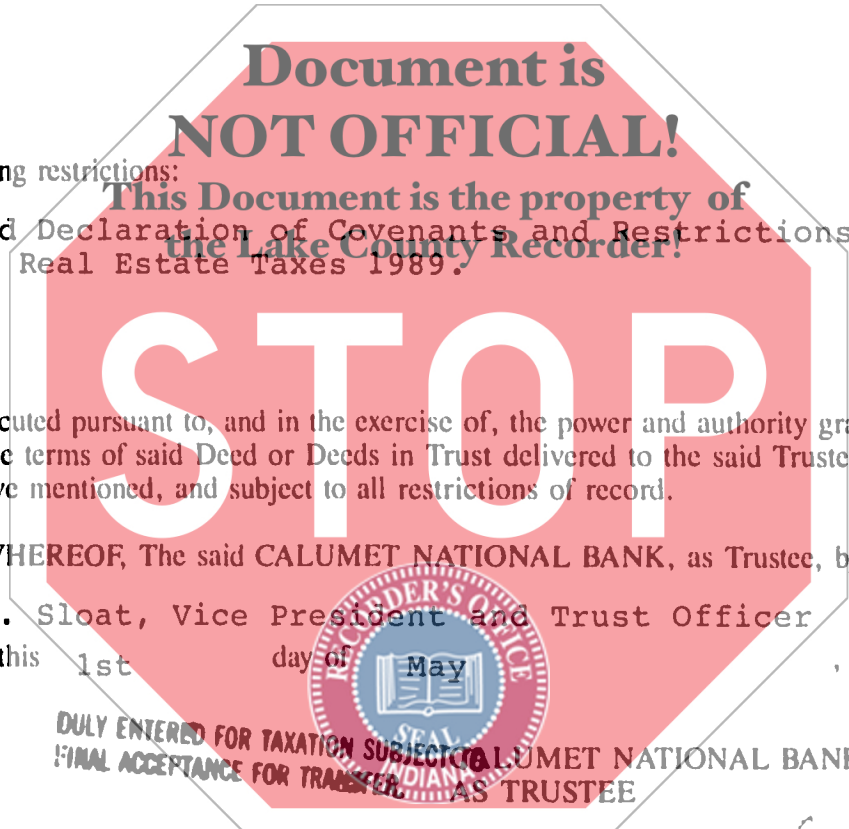 Document is
NOT OFFICIAL!
ng restrictions:
This Document is the property of
d Declaration of Covenants and Restrictions
the Lake County Recorder!
Real Estate Taxes 1989.
STOP
cuted pursuant to, and in the exercise of, the power and authority gra
e terms of said Deed or Deeds in Trust delivered to the said Truste
ve mentioned, and subject to all restrictions of record.
WHEREOF, The said CALUMET NATIONAL BANK, as Trustee, b
. Sloat, Vice President and Trust Officer
this 1st day of May ,
RECORDER'S OFFICE
SEAL
INDIANA
DULY ENTERED FOR TAXATION SUBJECT TO
FINAL ACCEPTANCE FOR TRANSFER.
CALUMET NATIONAL BANK
AS TRUSTEE